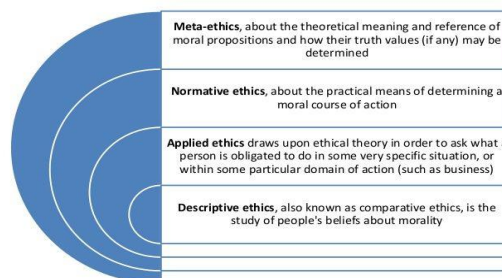 Meta-ethics, about the theoretical meaning and reference of
moral propositions and how their truth values (if any) may be
determined
Normative ethics, about the practical means of determining a
moral course of action
Applied ethics draws upon ethical theory in order to ask what a
person is obligated to do in some very specific situation, or
within some particular domain of action (such as business)
Descriptive ethics, also known as comparative ethics, is the
study of people's beliefs about morality